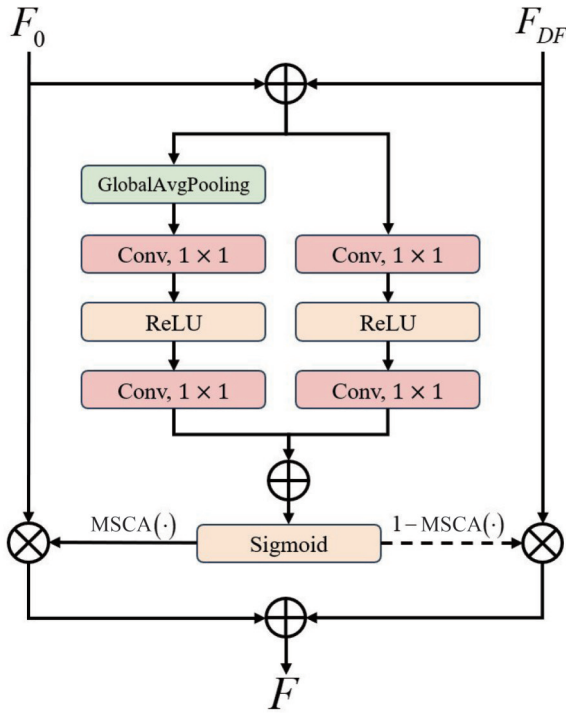 F₀ F_DF
GlobalAvgPooling
Conv, 1 × 1 Conv, 1 × 1
ReLU ReLU
Conv, 1 × 1 Conv, 1 × 1
MSCA(·) Sigmoid 1−MSCA(·)
F